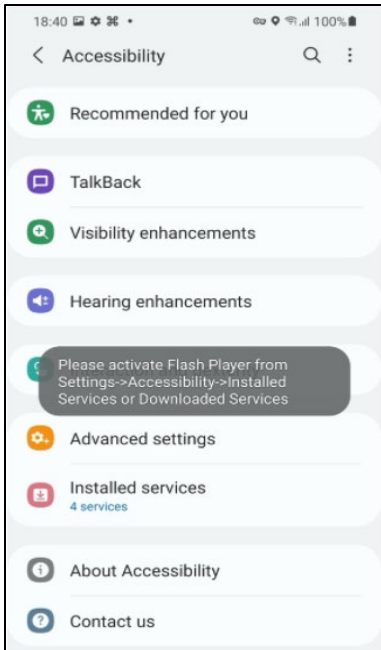 18:40
100%
Accessibility
Recommended for you
TalkBack
Visibility enhancements
Hearing enhancements
Please activate Flash Player from
Settings->Accessibility->Installed
Services or Downloaded Services
Advanced settings
Installed services
4 services
About Accessibility
Contact us